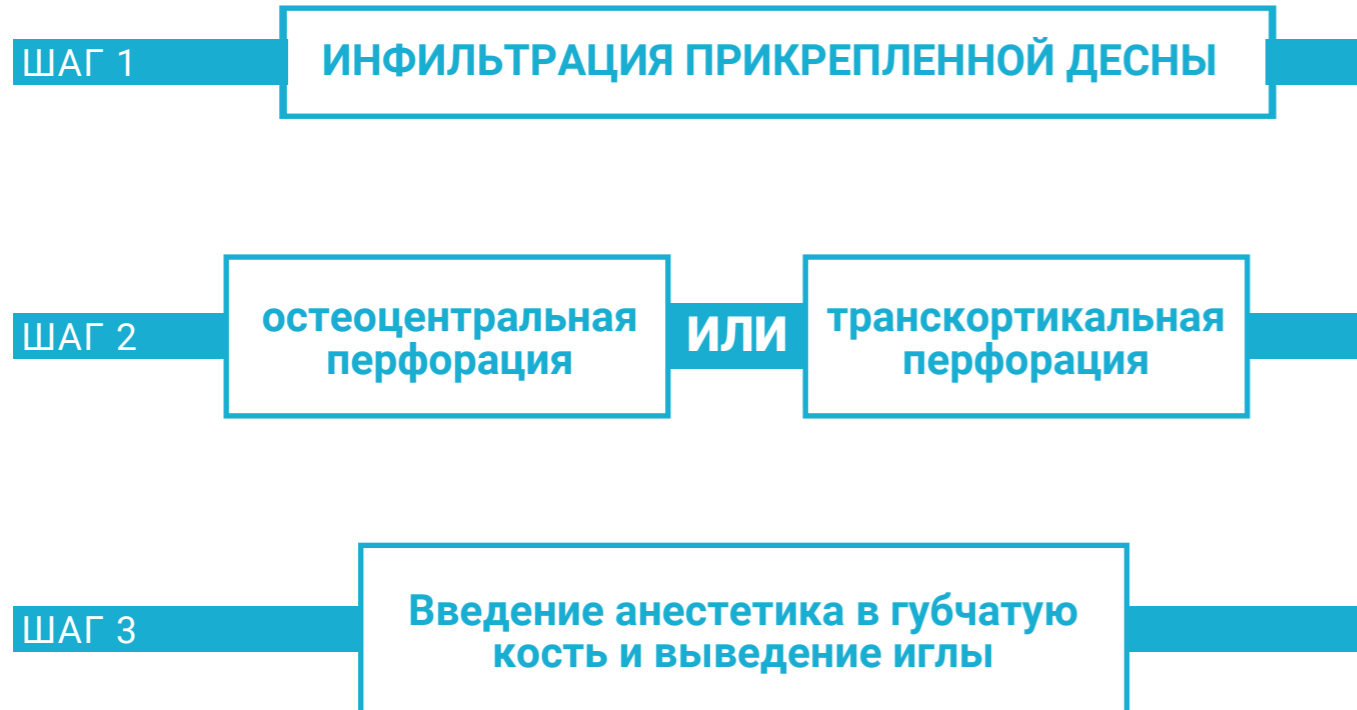 ШАГ 1
ИНФИЛЬТРАЦИЯ ПРИКРЕПЛЕННОЙ ДЕСНЫ
ШАГ 2
остеоцентральная
перфорация
ИЛИ
транскортикальная
перфорация
ШАГ 3
Введение анестетика в губчатую
кость и выведение иглы